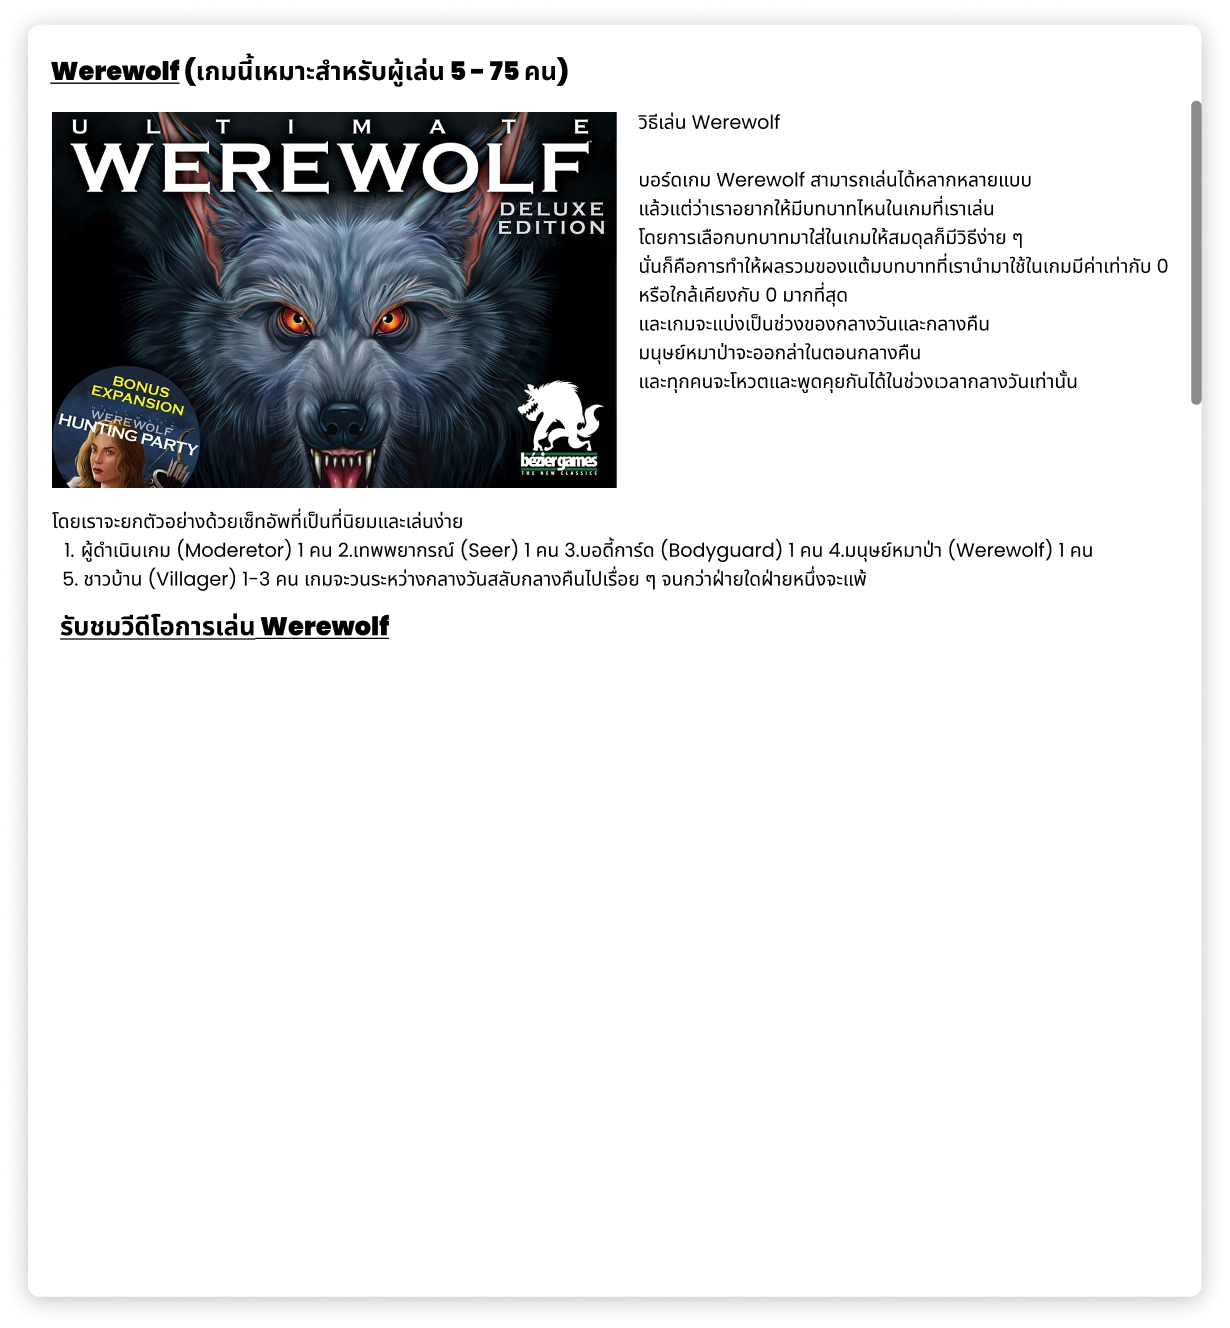 Werewolf (เกมนี้เหมาะสำหรับผู้เล่น 5 - 75 คน)
ULTIMATE
WEREWOLF
DELUXE
EDITION
BONUS
EXPANSION
WEREWOLF
HUNTING PARTY
bézier games
THE NEW CLASSICS
วิธีเล่น Werewolf
บอร์ดเกม Werewolf สามารถเล่นได้หลากหลายแบบ
แล้วแต่ว่าเราอยากให้มีบทบาทไหนในเกมที่เราเล่น
โดยการเลือกบทบาทมาใส่ในเกมให้สมดุลก็มีวิธีง่าย ๆ
นั่นก็คือการทำให้ผลรวมของแต้มบทบาทที่เรานำมาใช้ในเกมมีค่าเท่ากับ 0
หรือใกล้เคียงกับ 0 มากที่สุด
และเกมจะแบ่งเป็นช่วงของกลางวันและกลางคืน
มนุษย์หมาป่าจะออกล่าในตอนกลางคืน
และทุกคนจะโหวตและพูดคุยกันได้ในช่วงเวลากลางวันเท่านั้น
โดยเราจะยกตัวอย่างด้วยเซ็ทอัพที่เป็นที่นิยมและเล่นง่าย
1. ผู้ดำเนินเกม (Moderetor) 1 คน 2.เทพพยากรณ์ (Seer) 1 คน 3.บอดี้การ์ด (Bodyguard) 1 คน 4.มนุษย์หมาป่า (Werewolf) 1 คน
5. ชาวบ้าน (Villager) 1-3 คน เกมจะวนระหว่างกลางวันสลับกลางคืนไปเรื่อย ๆ จนกว่าฝ่ายใดฝ่ายหนึ่งจะแพ้
รับชมวีดีโอการเล่น Werewolf